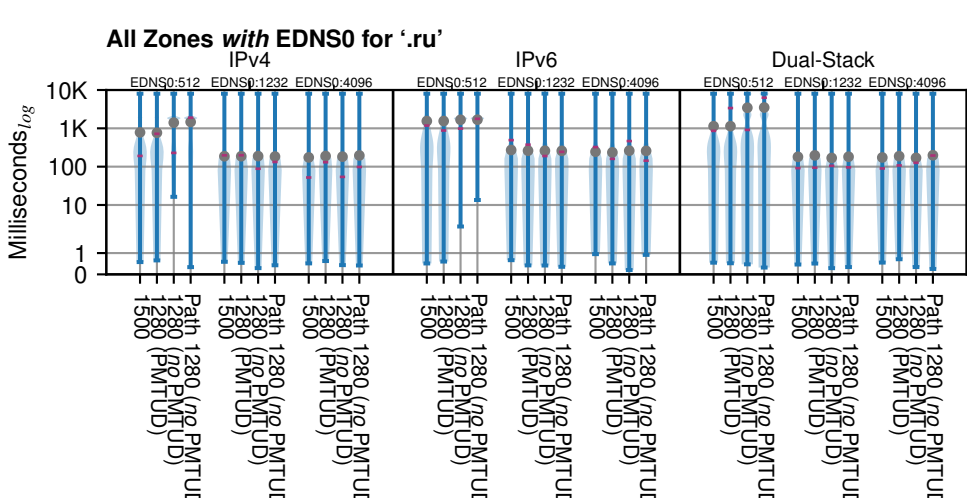 All Zones with EDNS0 for ‘.ru’
IPv4 IPv6 Dual-Stack
EDNS0:512 EDNS0:1232 EDNS0:4096 EDNS0:512 EDNS0:1232 EDNS0:4096 EDNS0:512 EDNS0:1232 EDNS0:4096
10K
1K
100
10
1
0
Milliseconds log
1500
1280 (PMTUD)
1280 (no PMTUD)
Path 1280 (no PMTUD
1500
1280 (PMTUD)
1280 (no PMTUD)
Path 1280 (no PMTUD
1500
1280 (PMTUD)
1280 (no PMTUD)
Path 1280 (no PMTUD
1500
1280 (PMTUD)
1280 (no PMTUD)
Path 1280 (no PMTUD
1500
1280 (PMTUD)
1280 (no PMTUD)
Path 1280 (no PMTUD
1500
1280 (PMTUD)
1280 (no PMTUD)
Path 1280 (no PMTUD
1500
1280 (PMTUD)
1280 (no PMTUD)
Path 1280 (no PMTUD
1500
1280 (PMTUD)
1280 (no PMTUD)
Path 1280 (no PMTUD
1500
1280 (PMTUD)
1280 (no PMTUD)
Path 1280 (no PMTUD